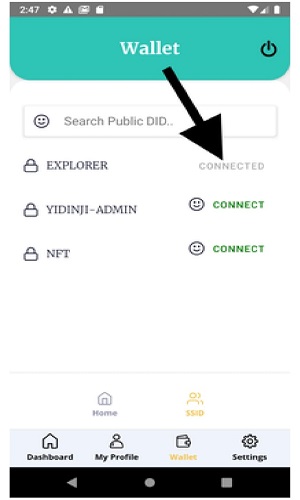 2:47
Wallet
Search Public DID..
EXPLORER CONNECTED
YIDINJI-ADMIN CONNECT
NFT CONNECT
Home SSID
Dashboard My Profile Wallet Settings